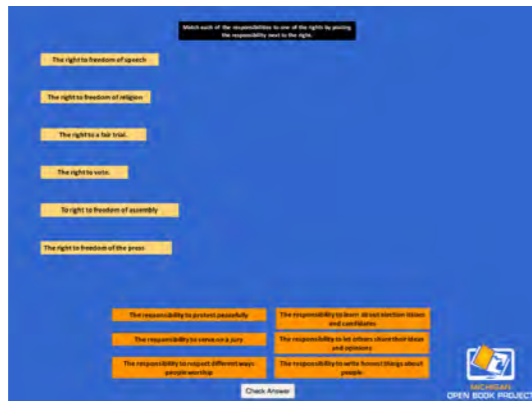 Match each of the responsibilities to one of the rights by putting
the responsibility next to the right.
The right to freedom of speech
The right to freedom of religion
The right to a fair trial.
The right to vote.
To right to freedom of assembly
The right to freedom of the press
The responsibility to protest peacefully
The responsibility to learn about election issues
and candidates
The responsibility to serve on a jury
The responsibility to let others share their ideas
and opinions
The responsibility to respect different ways
people worship
The responsibility to write honest things about
people
Check Answer
MICHIGAN
OPEN BOOK PROJECT